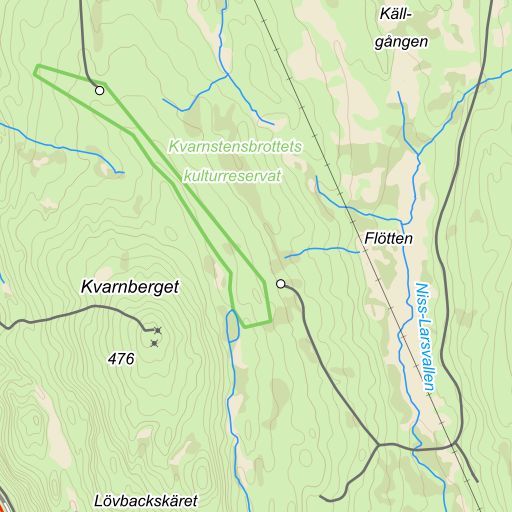 Käll-
gången
Kvarnstensbrottets
kulturreservat
Flötten
Kvarnberget
Niss-Larsvallen
476
Lövbackskäret